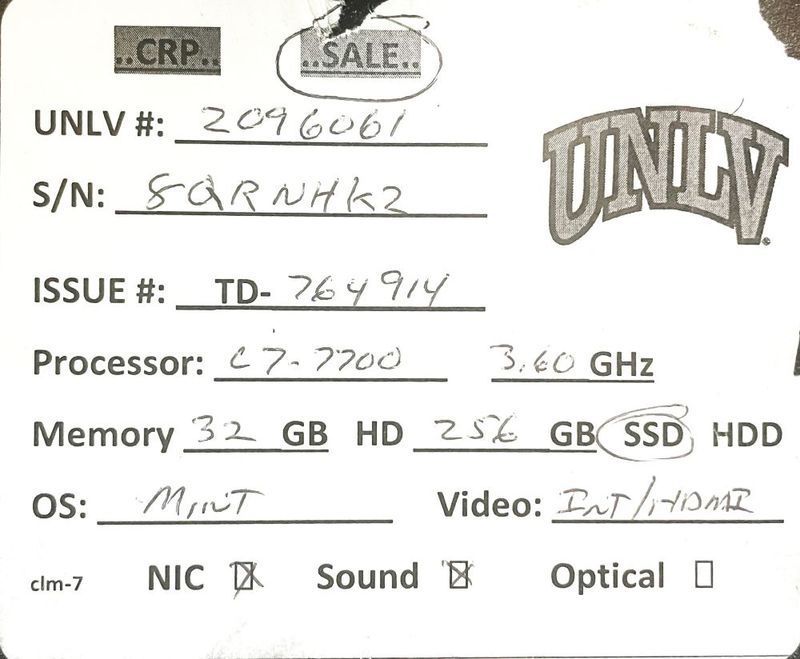 ..CRP.. ..SALE..
UNLV #: 2096061
UNLV
S/N: 8QRNHK2
ISSUE #: TD-764914
Processor: i7-7700 3.60 GHz
Memory 32 GB HD 256 GB SSD HDD
OS: MINT Video: INT/HDMI
clm-7 NIC ☒ Sound ☒ Optical ☐